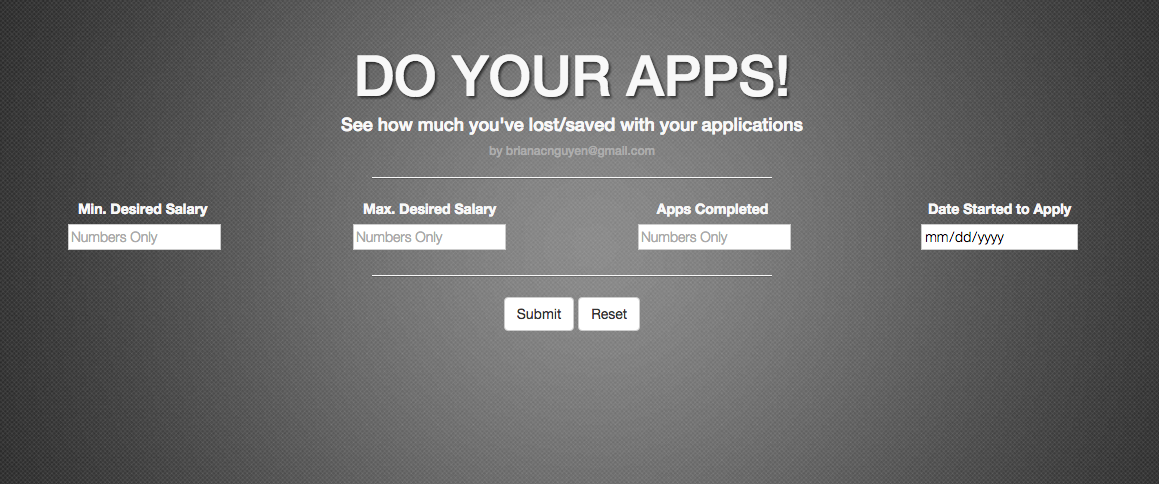 DO YOUR APPS!
See how much you've lost/saved with your applications
by brianacnguyen@gmail.com
Min. Desired Salary Max. Desired Salary Apps Completed Date Started to Apply
Numbers Only Numbers Only Numbers Only mm/dd/yyyy
Submit Reset